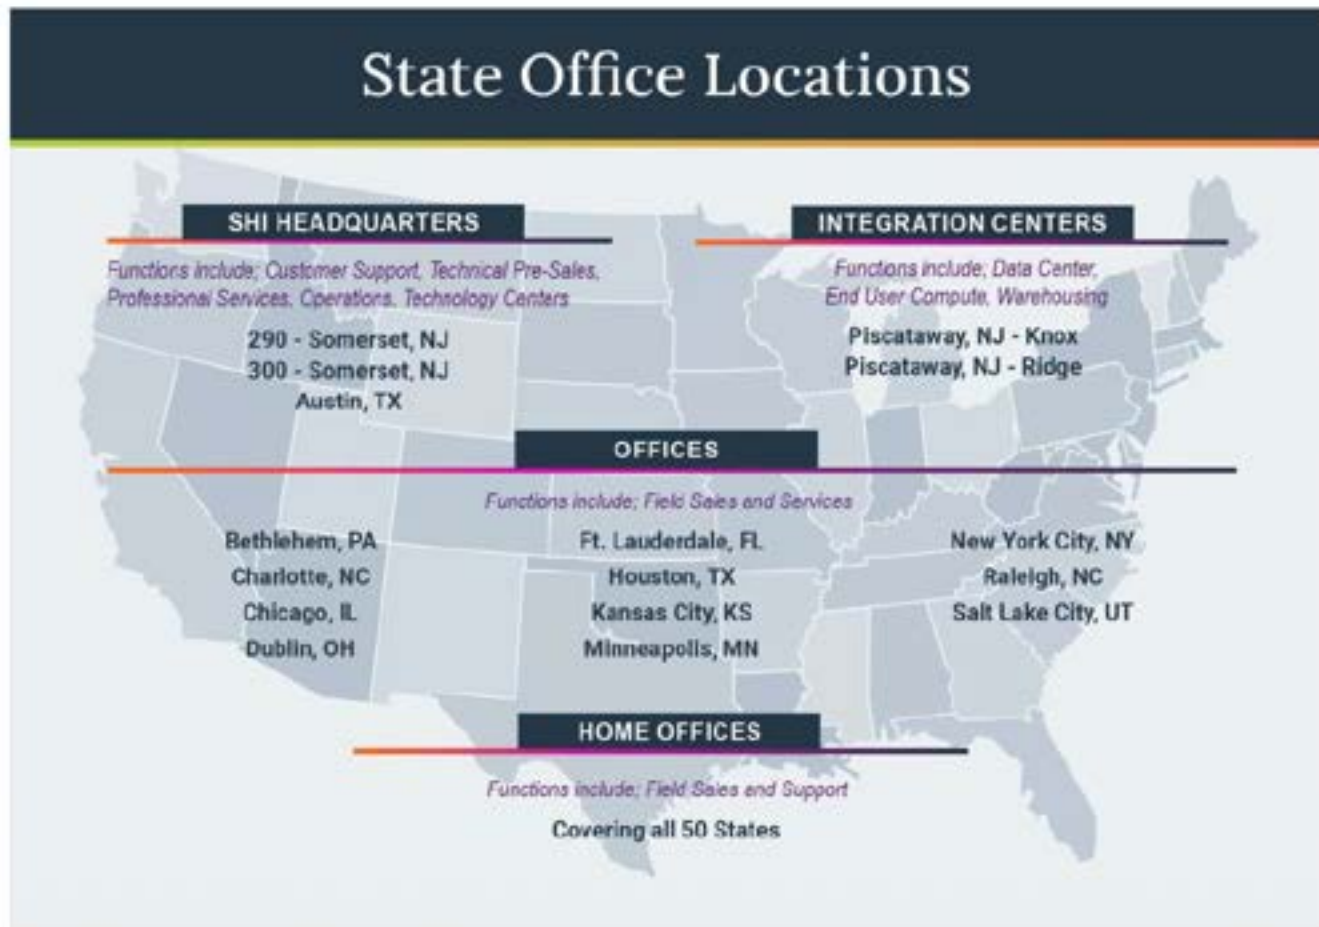 State Office Locations
SHI HEADQUARTERS
Functions include; Customer Support, Technical Pre-Sales,
Professional Services, Operations, Technology Centers
290 - Somerset, NJ
300 - Somerset, NJ
Austin, TX
INTEGRATION CENTERS
Functions include; Data Center,
End User Compute, Warehousing
Piscataway, NJ - Knox
Piscataway, NJ - Ridge
OFFICES
Functions include; Field Sales and Services
Bethlehem, PA
Charlotte, NC
Chicago, IL
Dublin, OH
Ft. Lauderdale, FL
Houston, TX
Kansas City, KS
Minneapolis, MN
New York City, NY
Raleigh, NC
Salt Lake City, UT
HOME OFFICES
Functions include; Field Sales and Support
Covering all 50 States